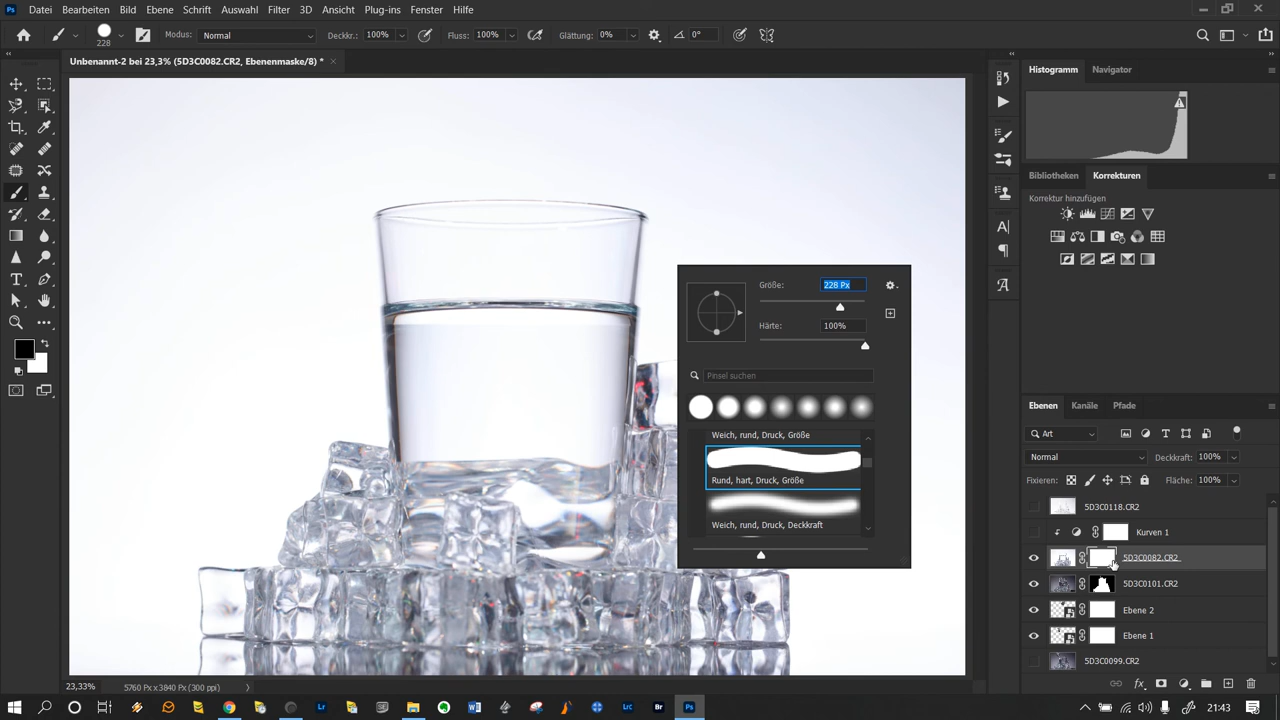 Datei Bearbeiten Bild Ebene Schrift Auswahl Filter 3D Ansicht Plug-ins Fenster Hilfe
228 Modus: Normal Deckkr.: 100% Fluss: 100% Glättung: 0% 0°
Unbenannt-2 bei 23,3% (5D3C0082.CR2, Ebenenmaske/8) * ×
Histogramm Navigator
Bibliotheken Korrekturen
Korrektur hinzufügen
Größe: 228 Px
Härte: 100%
Pinsel suchen
Weich, rund, Druck, Größe
Rund, hart, Druck, Größe
Weich, rund, Druck, Deckkraft
Ebenen Kanäle Pfade
Art
Normal Deckkraft: 100%
Fixieren: Fläche: 100%
5D3C0118.CR2
Kurven 1
5D3C0082.CR2
5D3C0101.CR2
Ebene 2
Ebene 1
5D3C0099.CR2
23,33% 5760 Px x 3840 Px (300 ppi)
Lr W Lrc Br Ps 21:43